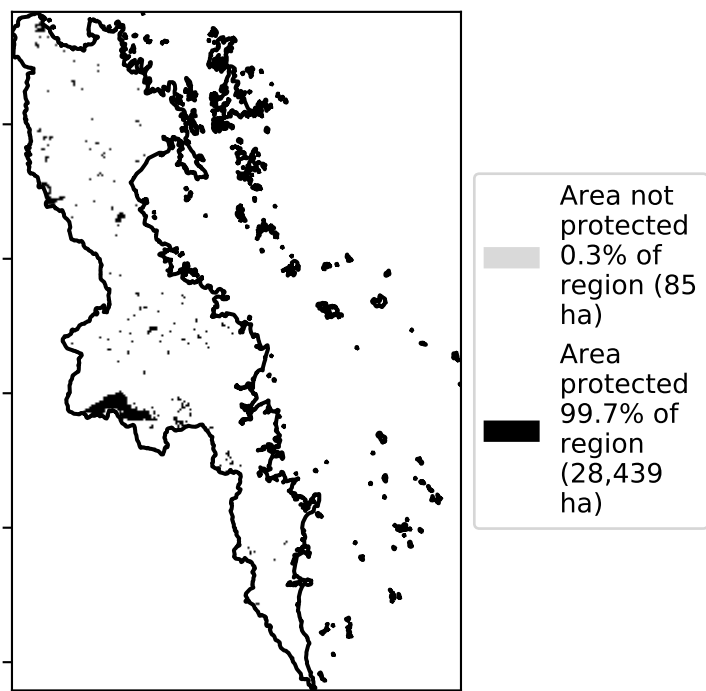 Area not
protected
0.3% of
region (85
ha)
Area
protected
99.7% of
region
(28,439
ha)